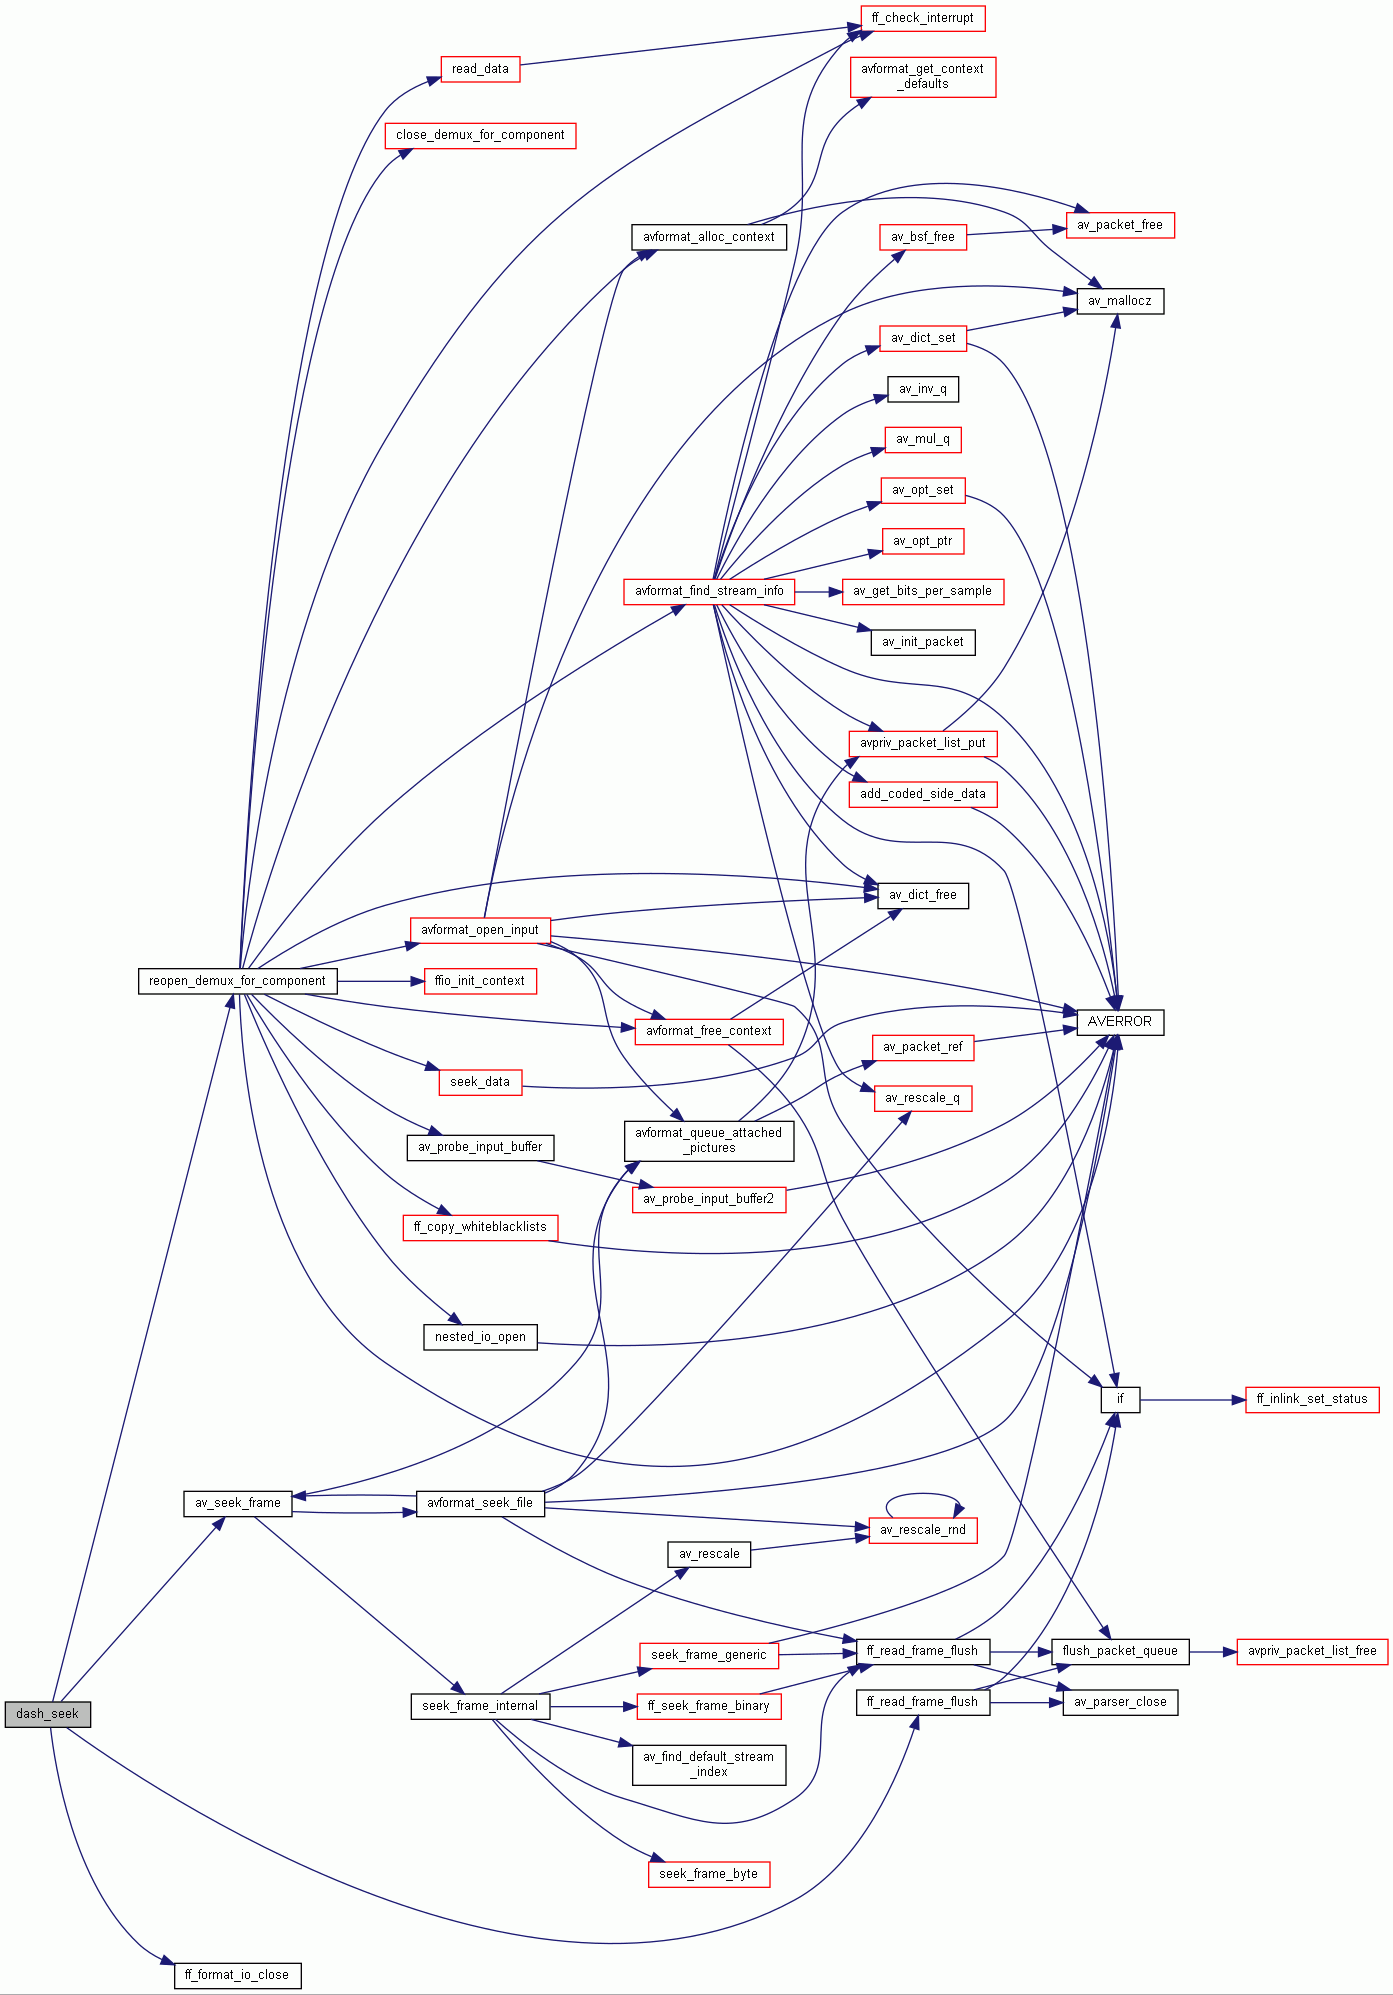 ff_check_interrupt
read_data
avformat_get_context
_defaults
close_demux_for_component
av_packet_free
avformat_alloc_context
av_bsf_free
av_mallocz
av_dict_set
av_inv_q
av_mul_q
av_opt_set
av_opt_ptr
avformat_find_stream_info
av_get_bits_per_sample
av_init_packet
avpriv_packet_list_put
add_coded_side_data
av_dict_free
avformat_open_input
reopen_demux_for_component
ffio_init_context
avformat_free_context
AVERROR
av_packet_ref
seek_data
av_rescale_q
avformat_queue_attached
_pictures
av_probe_input_buffer
av_probe_input_buffer2
ff_copy_whiteblacklists
nested_io_open
if
ff_inlink_set_status
av_seek_frame
avformat_seek_file
av_rescale_rnd
av_rescale
seek_frame_generic
ff_read_frame_flush
flush_packet_queue
avpriv_packet_list_free
dash_seek
seek_frame_internal
ff_seek_frame_binary
ff_read_frame_flush
av_parser_close
av_find_default_stream
_index
seek_frame_byte
ff_format_io_close